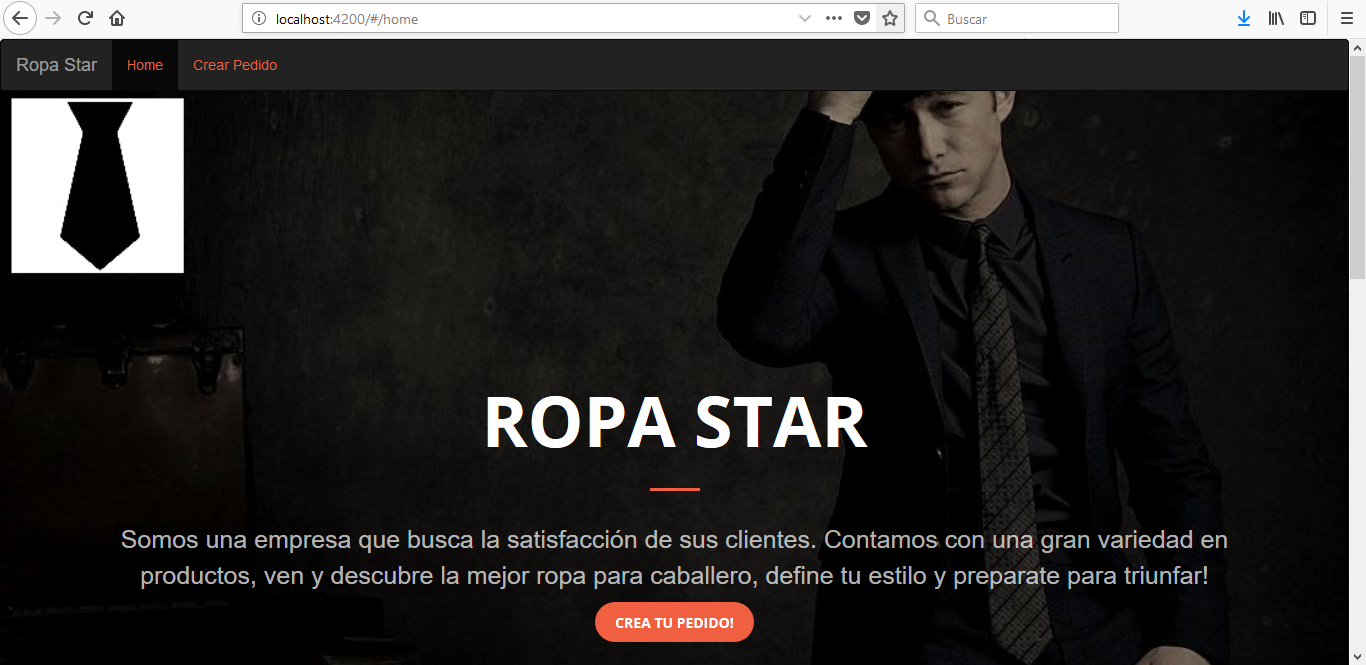 localhost:4200/#/home
Buscar
Ropa Star
Home
Crear Pedido
ROPA STAR
Somos una empresa que busca la satisfacción de sus clientes. Contamos con una gran variedad en
productos, ven y descubre la mejor ropa para caballero, define tu estilo y preparate para triunfar!
CREA TU PEDIDO!